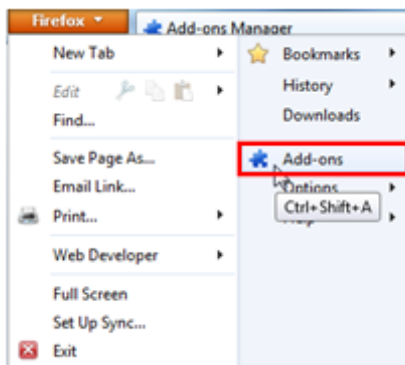 Firefox
Add-ons Manager
New Tab
Edit
Find...
Save Page As...
Email Link...
Print...
Web Developer
Full Screen
Set Up Sync...
Exit
Bookmarks
History
Downloads
Add-ons
Options
Ctrl+Shift+A
Help